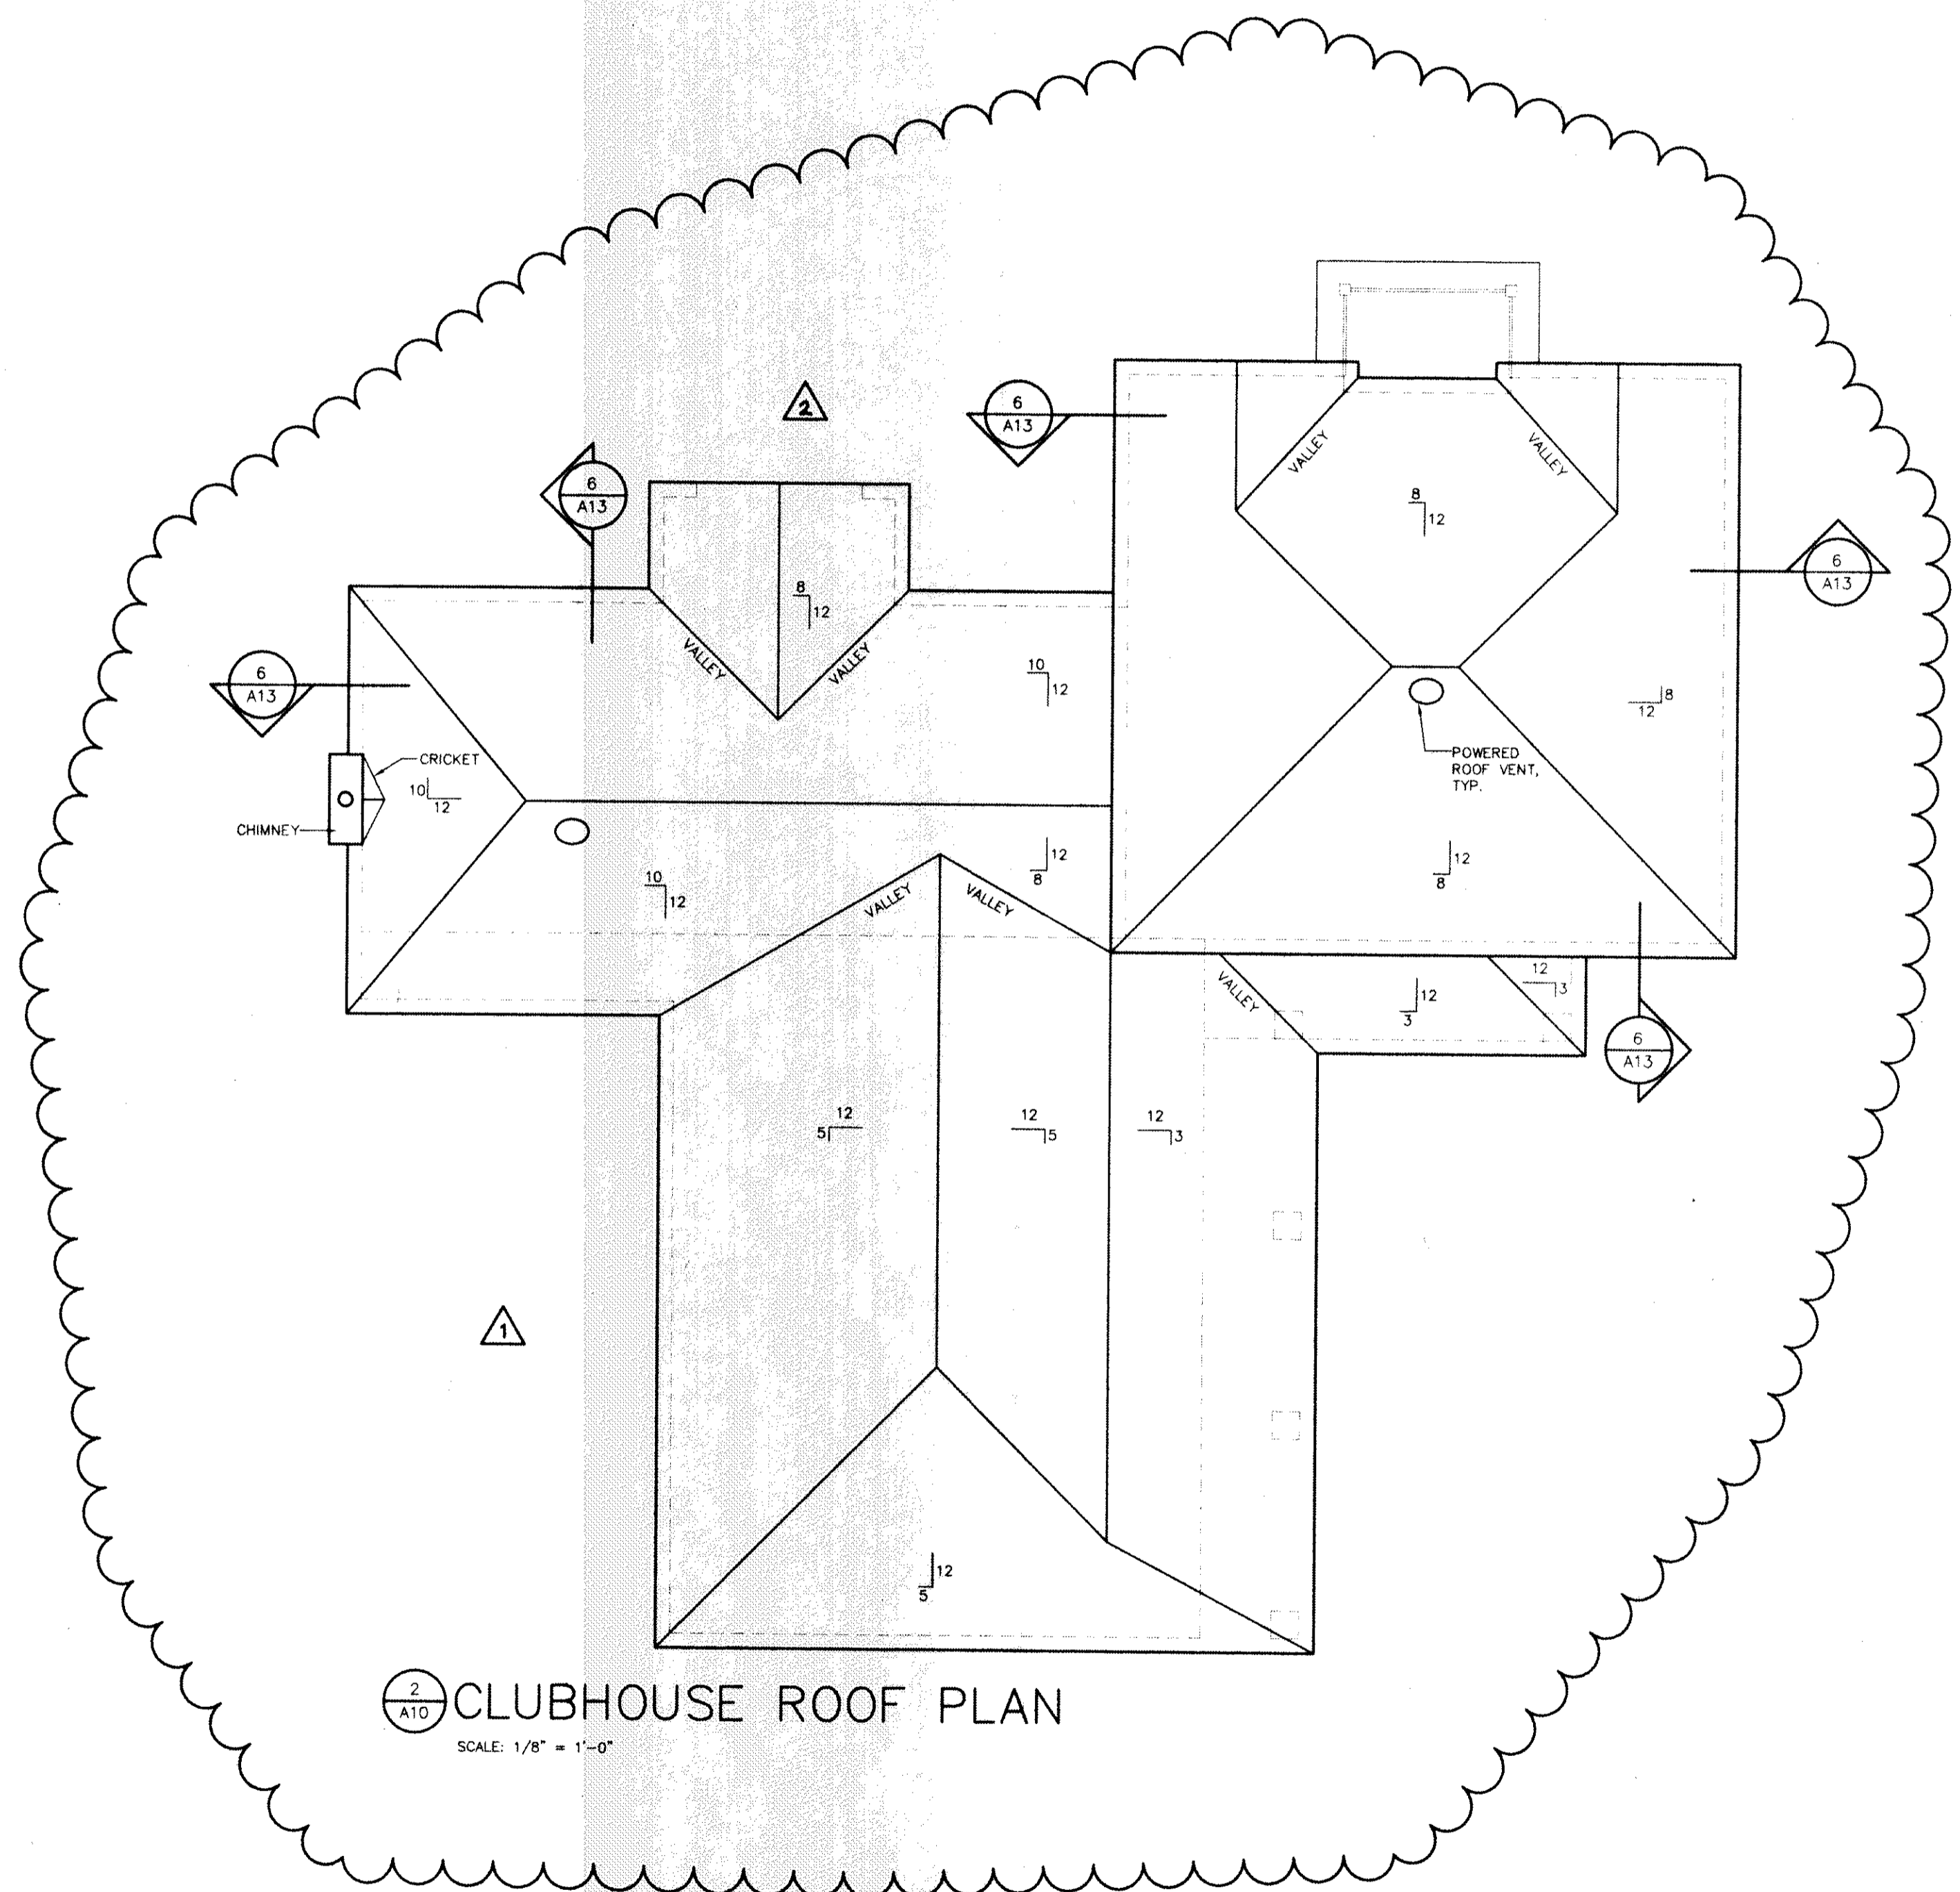 2
6
A13
6
A13
VALLEY
VALLEY
8
12
8
12
6
A13
VALLEY
VALLEY
10
12
6
A13
8
12
CRICKET
10
12
CHIMNEY
POWERED
ROOF VENT,
TYP.
12
8
12
8
10
12
VALLEY
VALLEY
VALLEY
12
3
12
3
6
A13
12
5
12
5
12
3
1
12
5
2
A10
CLUBHOUSE ROOF PLAN
SCALE: 1/8" = 1'-0"